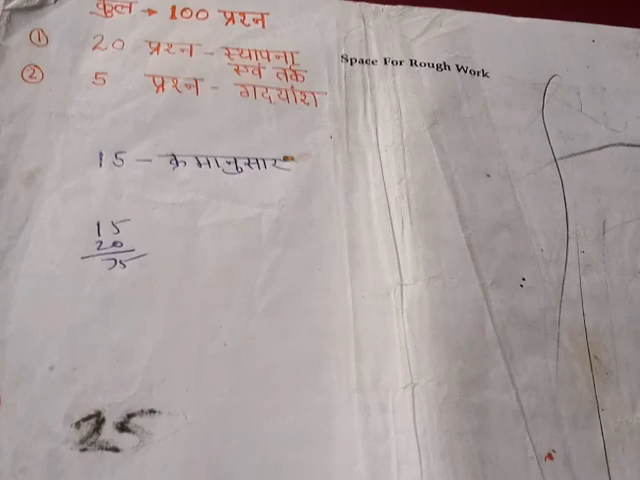 कुल → 100 प्रश्न
① 20 प्रश्न - स्थापना
एवं तर्क
② 5 प्रश्न - गद्यांश
Space For Rough Work
15 - क्रमानुसार
15
20
35
25